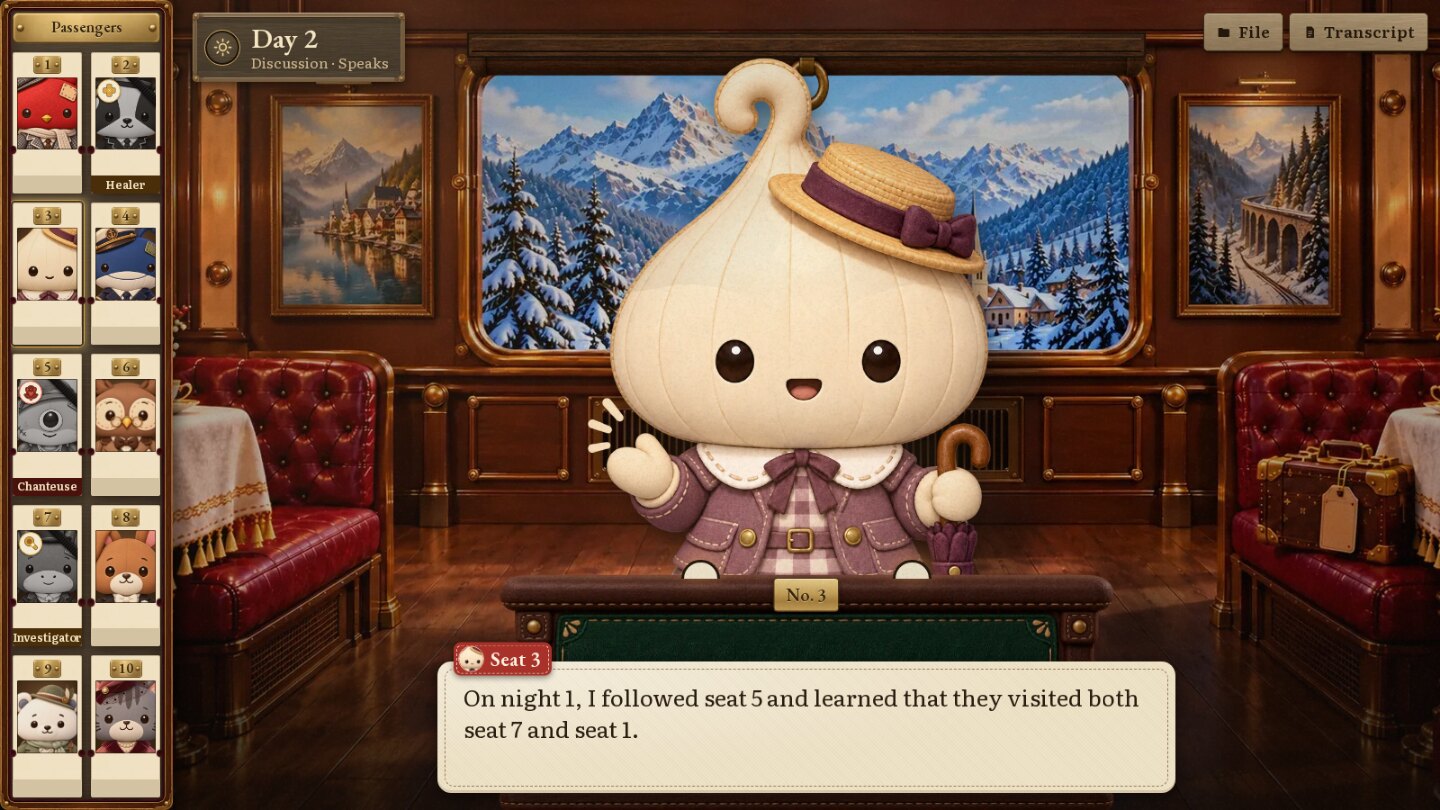 Passengers
1
2
Healer
3
4
5
6
Chanteuse
7
8
Investigator
9
10
Day 2
Discussion · Speaks
File
Transcript
No. 3
Seat 3
On night 1, I followed seat 5 and learned that they visited both
seat 7 and seat 1.